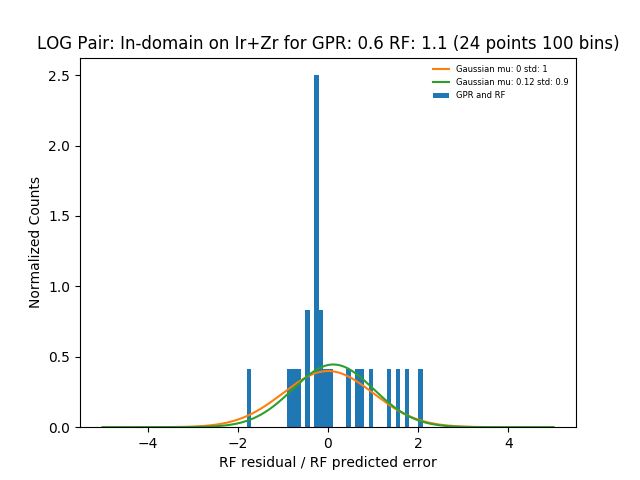 LOG Pair: In-domain on Ir+Zr for GPR: 0.6 RF: 1.1 (24 points 100 bins)
Gaussian mu: 0 std: 1
Gaussian mu: 0.12 std: 0.9
GPR and RF
Normalized Counts
2.5
2.0
1.5
1.0
0.5
0.0
−4 −2 0 2 4
RF residual / RF predicted error